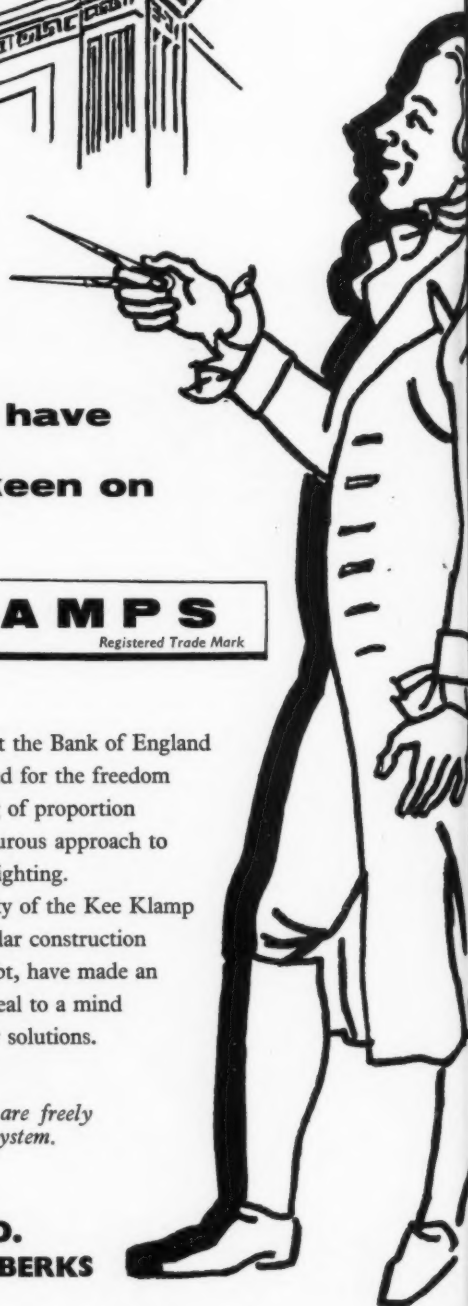 have
keen on
AMPS
Registered Trade Mark
t the Bank of England
d for the freedom
of proportion
urous approach to
ighting.
ty of the Kee Klamp
lar construction
ot, have made an
eal to a mind
solutions.
are freely
ystem.
D.
BERKS